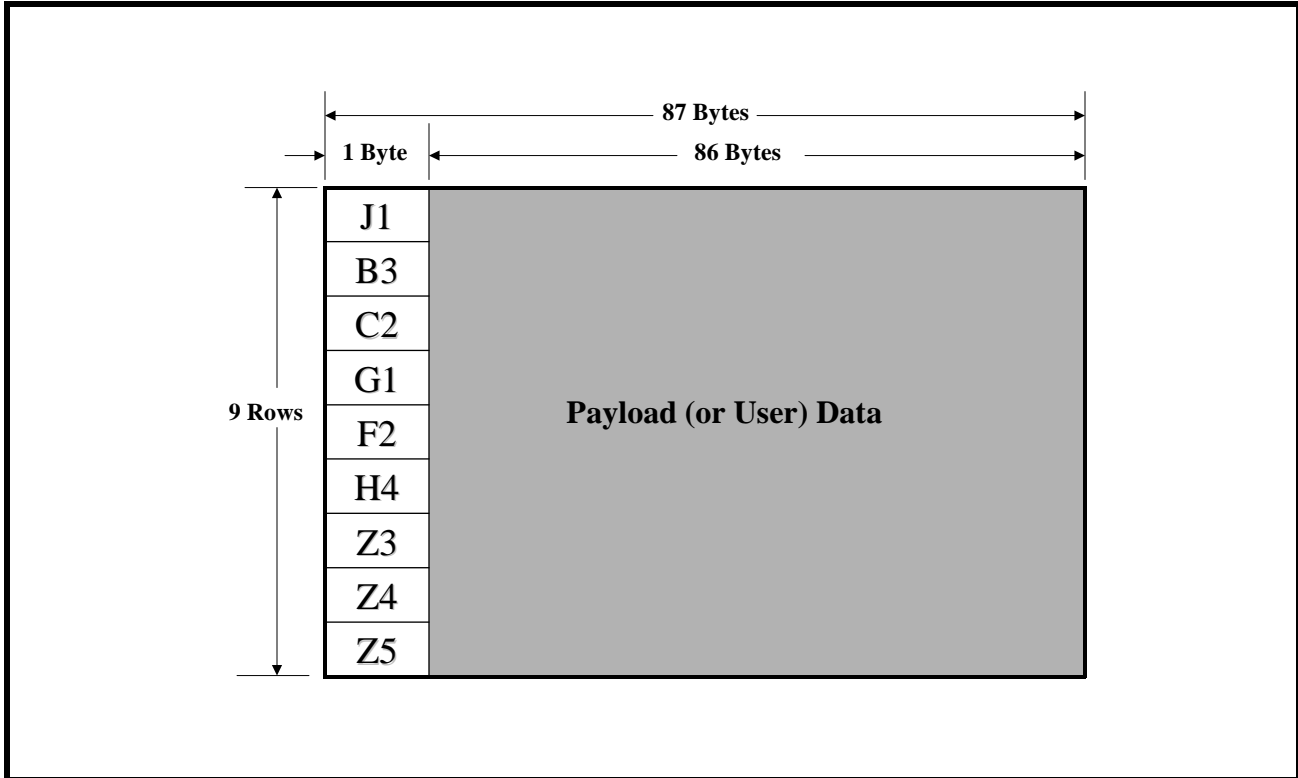 87 Bytes
1 Byte
86 Bytes
J1
B3
C2
G1
9 Rows
Payload (or User) Data
F2
H4
Z3
Z4
Z5